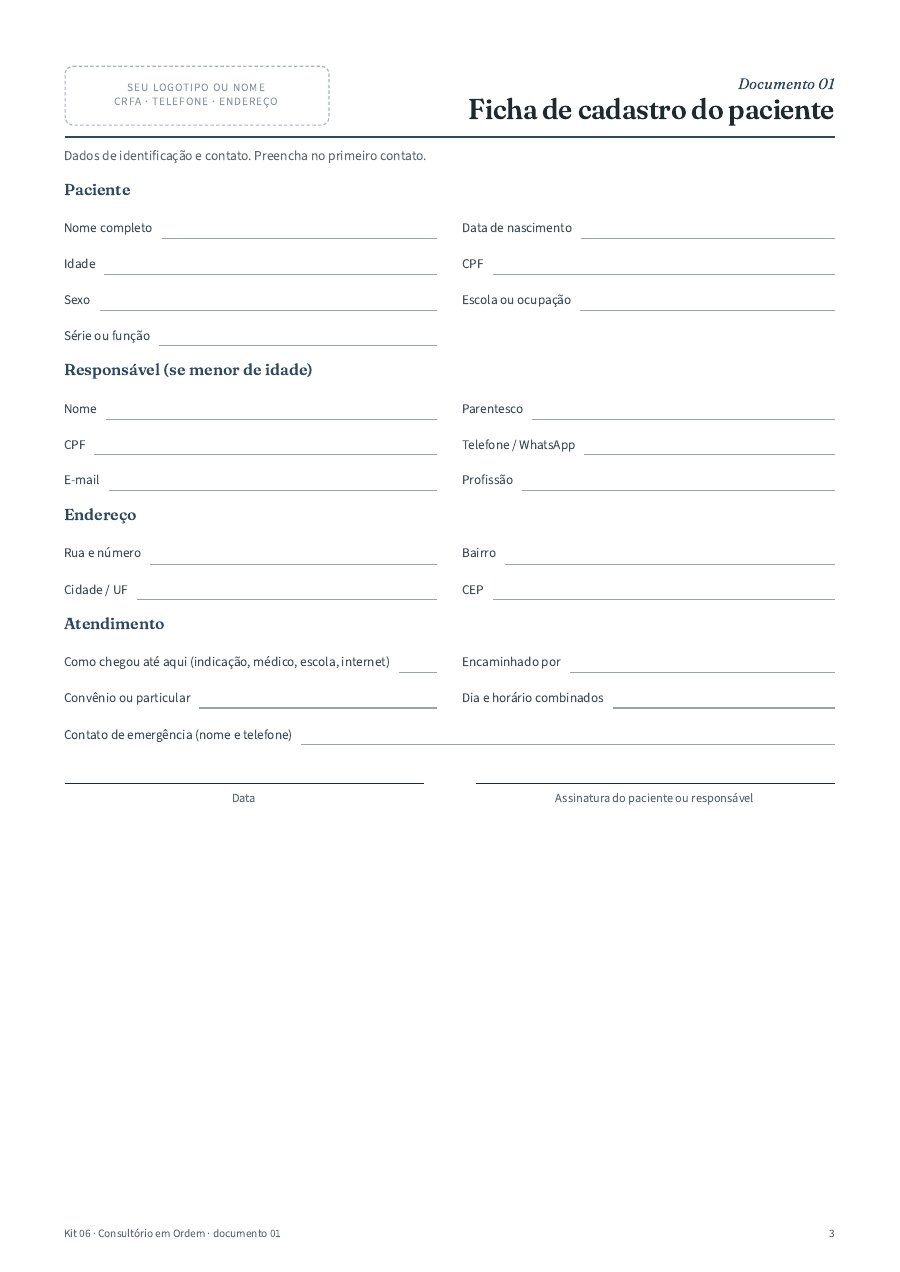 SEU LOGOTIPO OU NOME
CRFA · TELEFONE · ENDEREÇO
Documento 01
Ficha de cadastro do paciente
Dados de identificação e contato. Preencha no primeiro contato.
Paciente
Nome completo Data de nascimento
Idade CPF
Sexo Escola ou ocupação
Série ou função
Responsável (se menor de idade)
Nome Parentesco
CPF Telefone / WhatsApp
E-mail Profissão
Endereço
Rua e número Bairro
Cidade / UF CEP
Atendimento
Como chegou até aqui (indicação, médico, escola, internet) Encaminhado por
Convênio ou particular Dia e horário combinados
Contato de emergência (nome e telefone)
Data Assinatura do paciente ou responsável
Kit 06 · Consultório em Ordem · documento 01 3